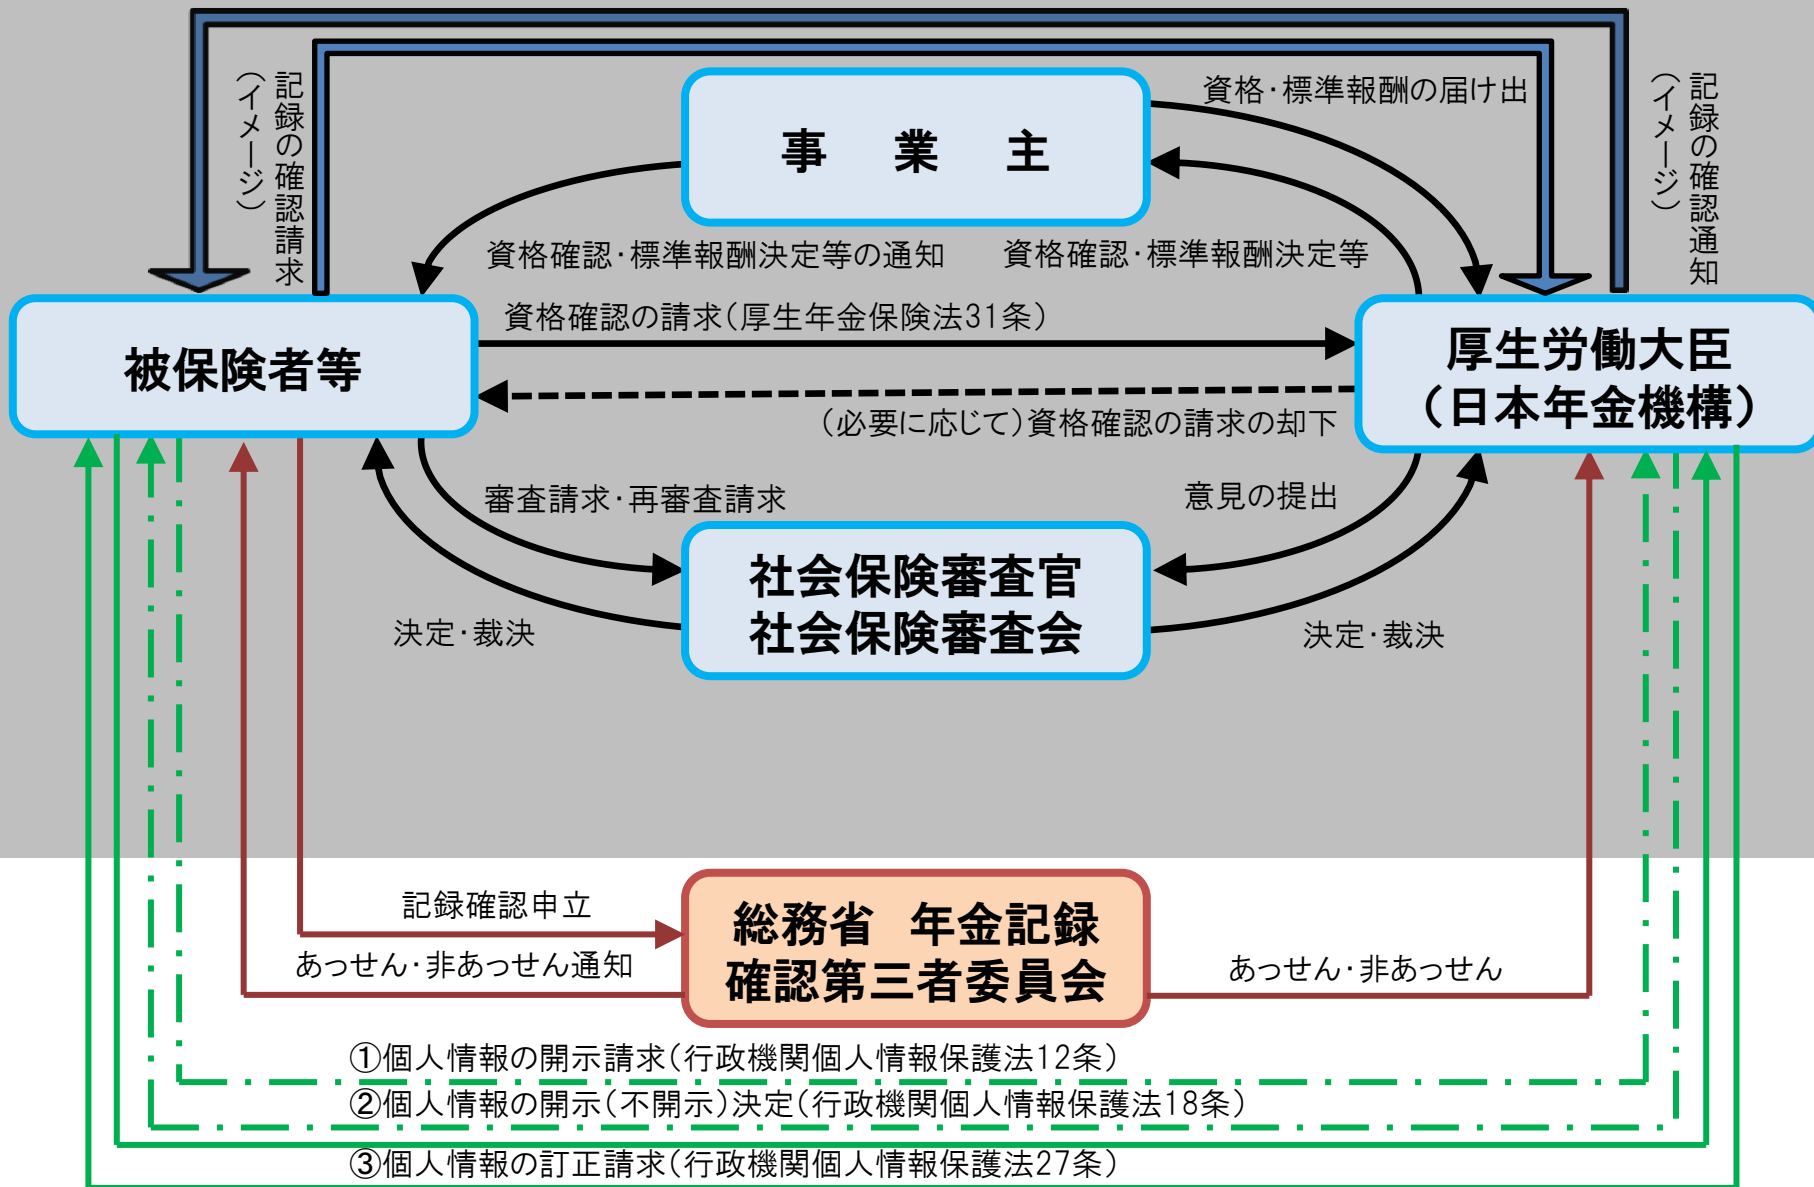 記録の確認請求
(イメージ)
資格・標準報酬の届け出
記録の確認通知
(イメージ)
事 業 主
資格確認・標準報酬決定等の通知
資格確認・標準報酬決定等
資格確認の請求(厚生年金保険法31条)
被保険者等
厚生労働大臣
(日本年金機構)
(必要に応じて)資格確認の請求の却下
審査請求・再審査請求
意見の提出
社会保険審査官
社会保険審査会
決定・裁決
決定・裁決
記録確認申立
総務省 年金記録
確認第三者委員会
あっせん・非あっせん通知
あっせん・非あっせん
①個人情報の開示請求(行政機関個人情報保護法12条)
②個人情報の開示(不開示)決定(行政機関個人情報保護法18条)
③個人情報の訂正請求(行政機関個人情報保護法27条)